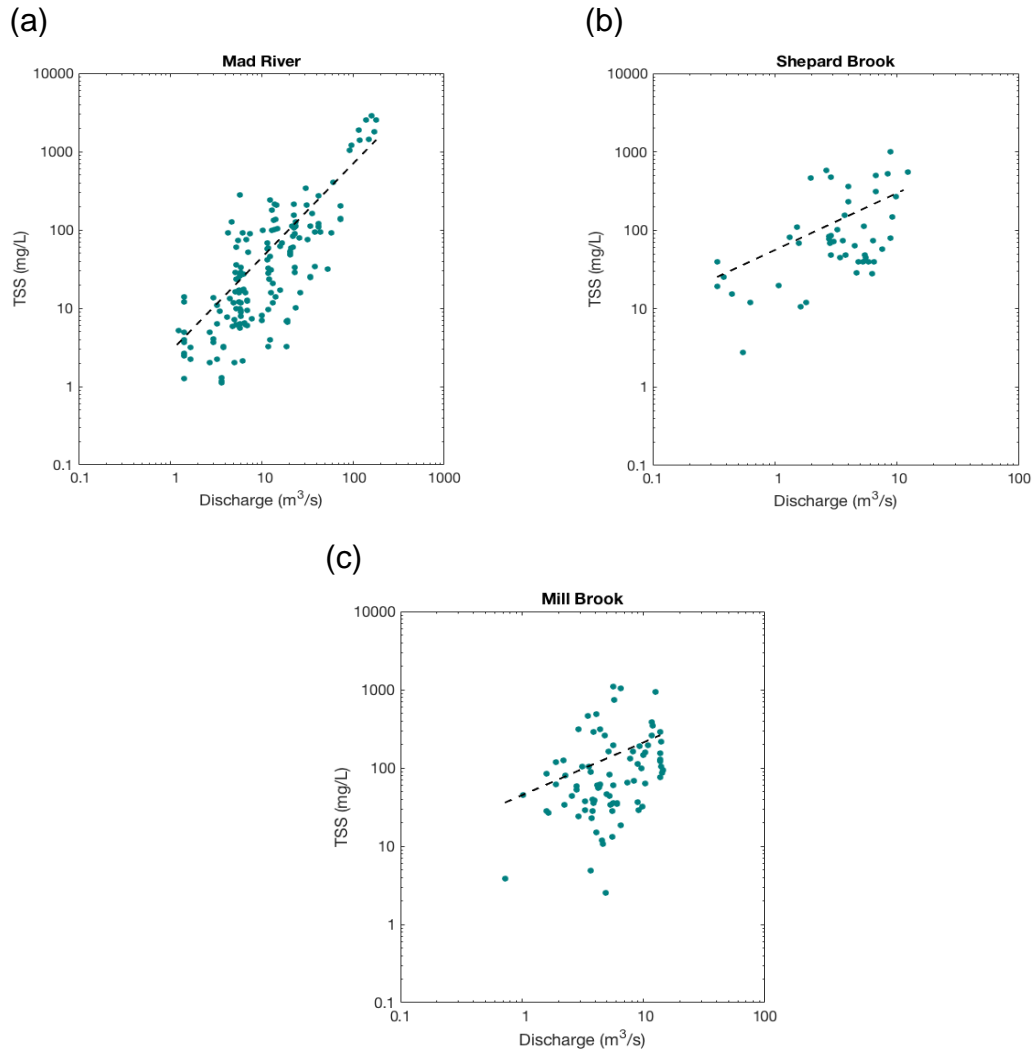 (a)
Mad River
10000
1000
100
10
1
0.1
TSS (mg/L)
0.1 1 10 100 1000
Discharge (m³/s)
(b)
Shepard Brook
10000
1000
100
10
1
0.1
TSS (mg/L)
0.1 1 10 100
Discharge (m³/s)
(c)
Mill Brook
10000
1000
100
10
1
0.1
TSS (mg/L)
0.1 1 10 100
Discharge (m³/s)